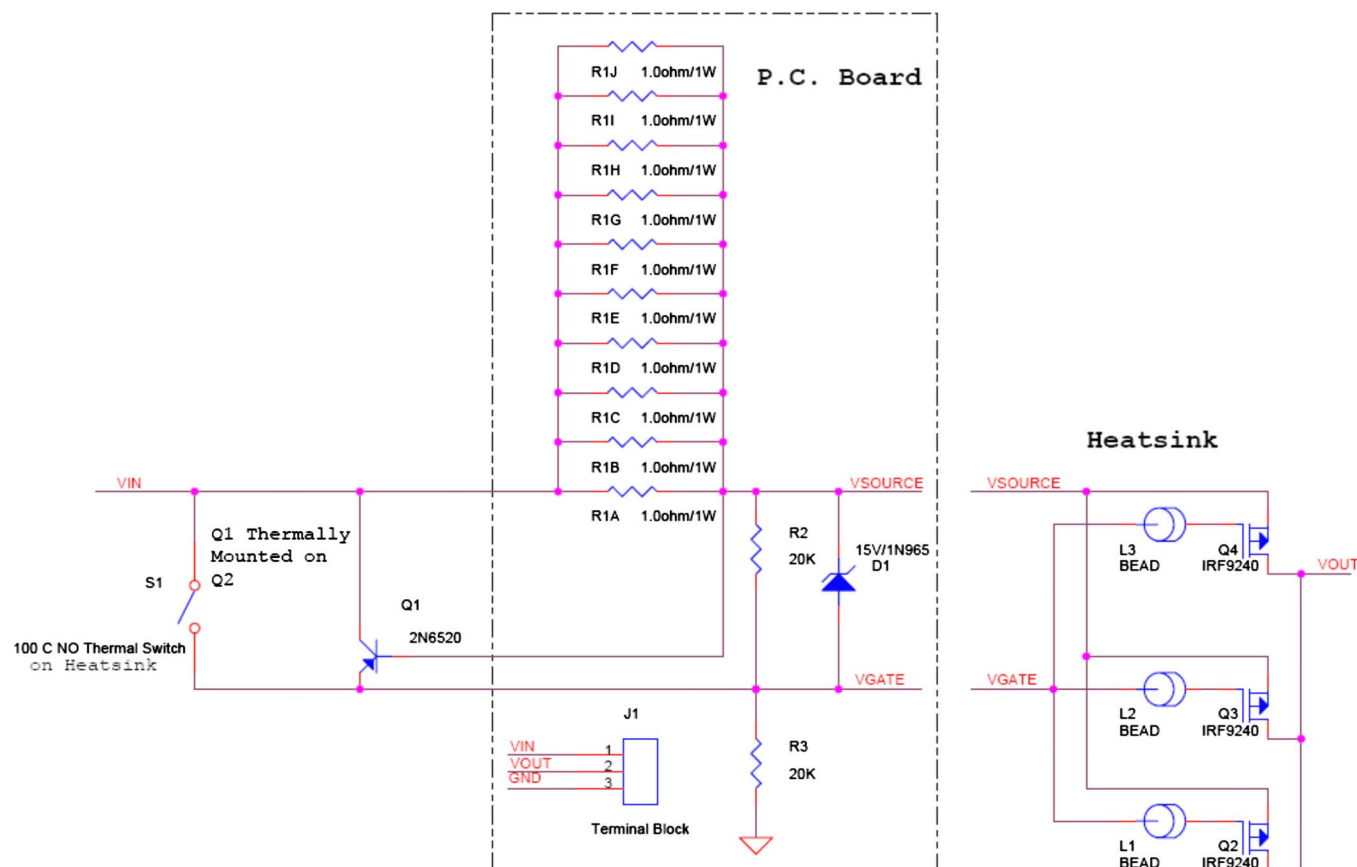 P.C. Board
R1J 1.0ohm/1W
R1I 1.0ohm/1W
R1H 1.0ohm/1W
R1G 1.0ohm/1W
R1F 1.0ohm/1W
R1E 1.0ohm/1W
R1D 1.0ohm/1W
R1C 1.0ohm/1W
R1B 1.0ohm/1W
R1A 1.0ohm/1W
VIN
VSOURCE
Q1 Thermally
Mounted on
Q2
S1
100 C NO Thermal Switch
on Heatsink
Q1
2N6520
R2
20K
15V/1N965
D1
VGATE
J1
VIN 1
VOUT 2
GND 3
Terminal Block
R3
20K
Heatsink
VSOURCE
L3
BEAD
Q4
IRF9240
VOUT
VGATE
L2
BEAD
Q3
IRF9240
L1
BEAD
Q2
IRF9240